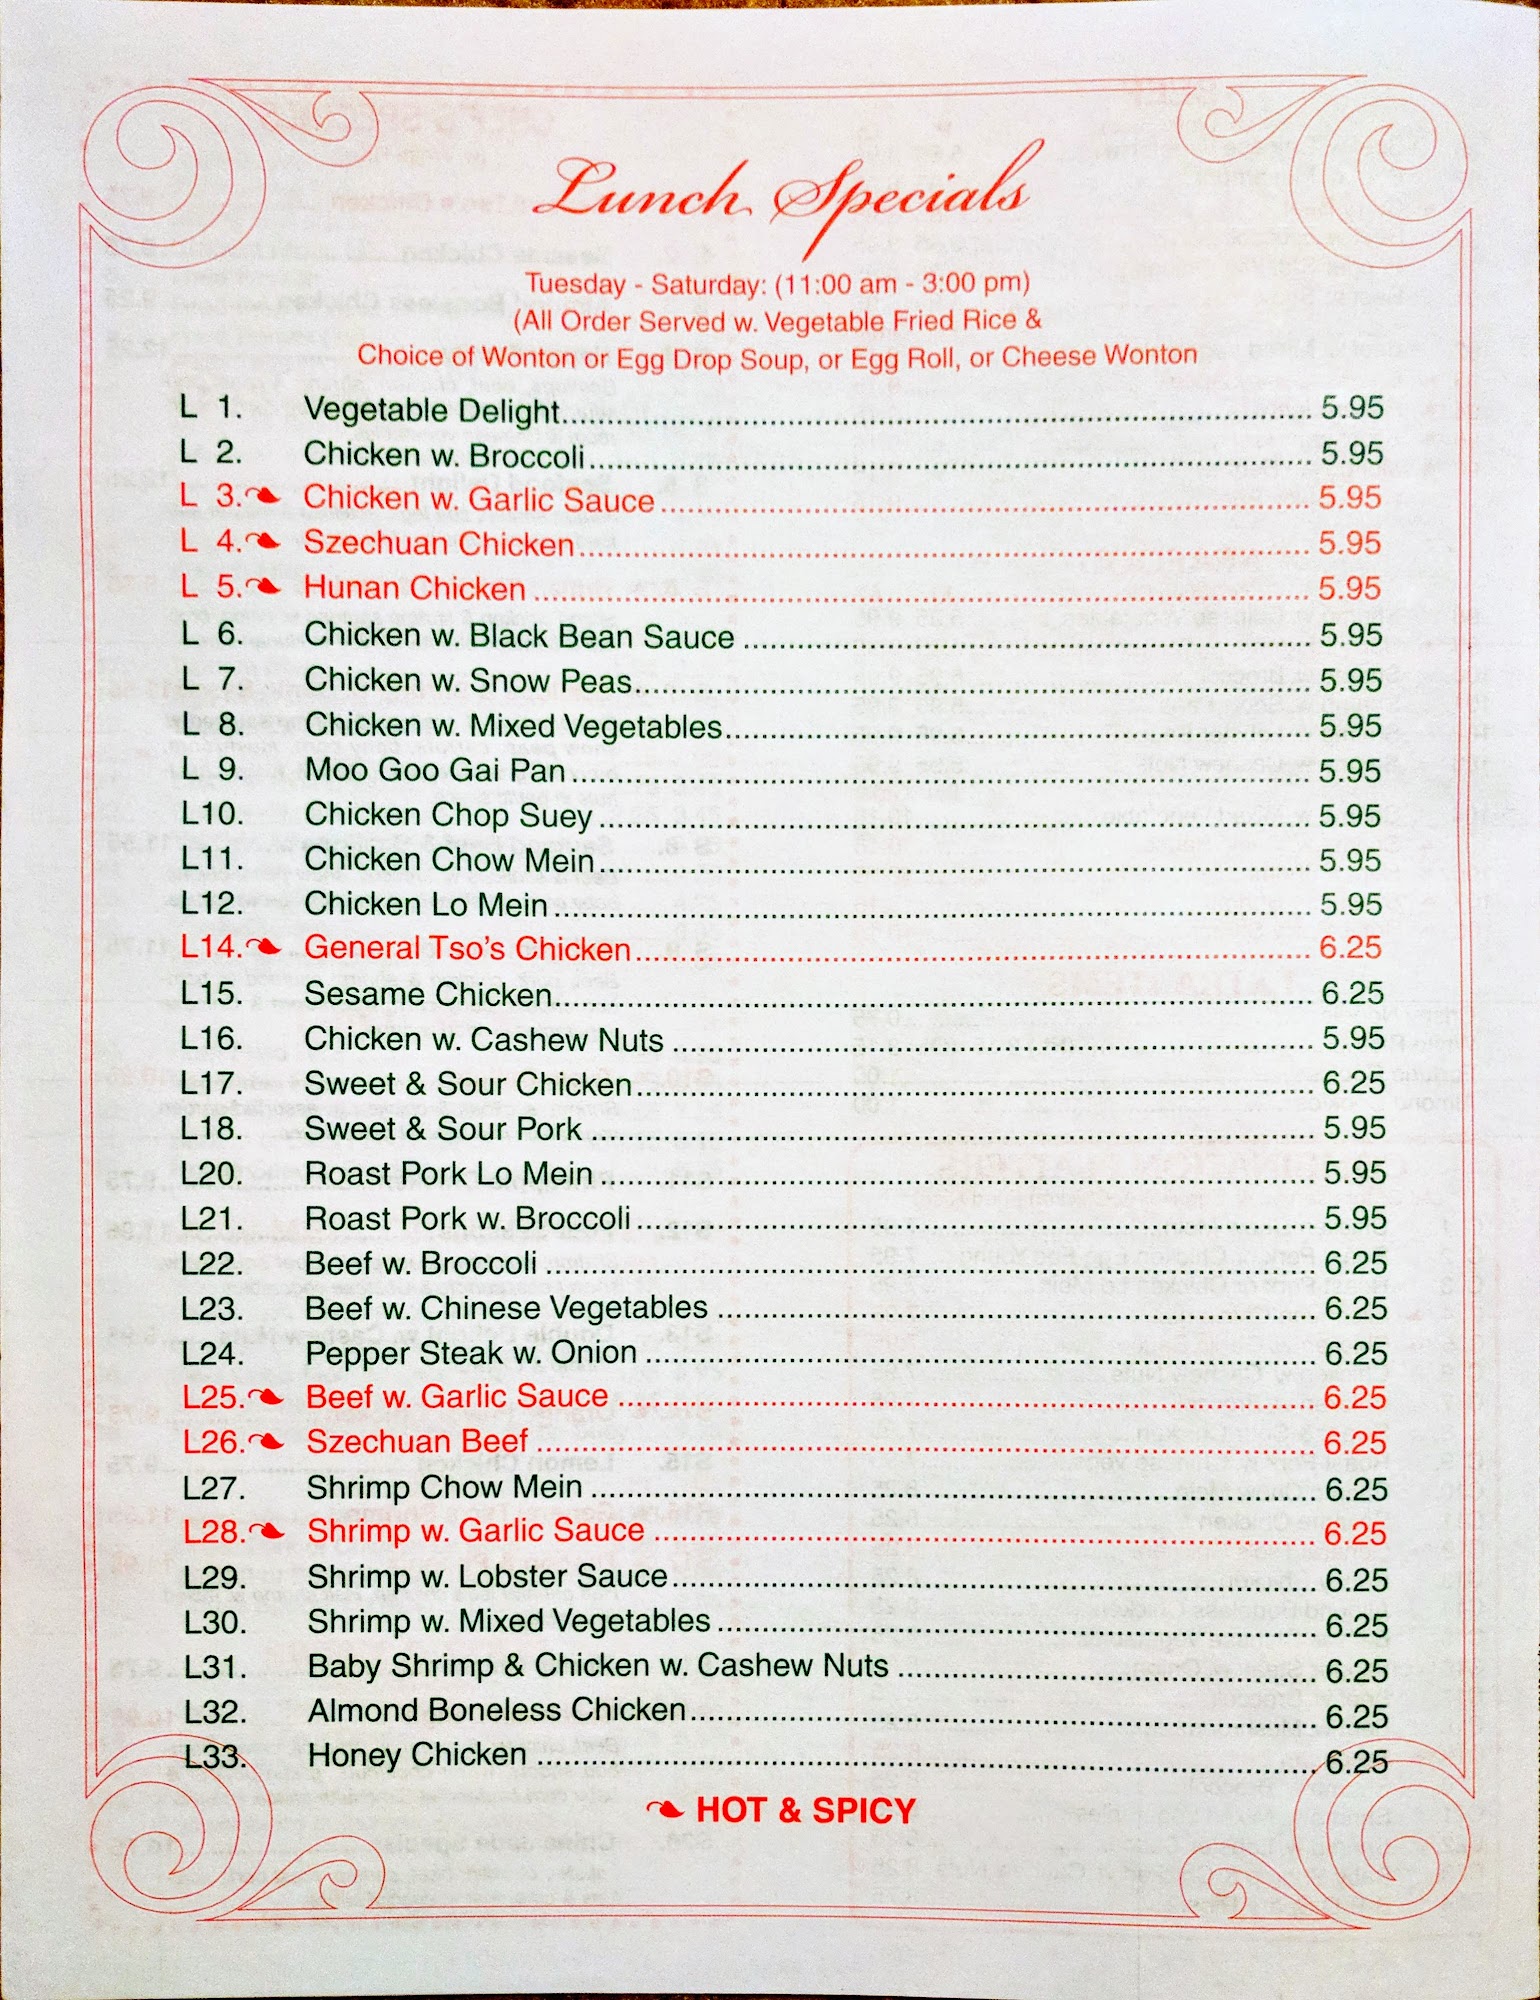 Lunch Specials
Tuesday - Saturday: (11:00 am - 3:00 pm)
(All Order Served w. Vegetable Fried Rice &
Choice of Wonton or Egg Drop Soup, or Egg Roll, or Cheese Wonton
L 1. Vegetable Delight 5.95
L 2. Chicken w. Broccoli 5.95
L 3. Chicken w. Garlic Sauce 5.95
L 4. Szechuan Chicken 5.95
L 5. Hunan Chicken 5.95
L 6. Chicken w. Black Bean Sauce 5.95
L 7. Chicken w. Snow Peas 5.95
L 8. Chicken w. Mixed Vegetables 5.95
L 9. Moo Goo Gai Pan 5.95
L10. Chicken Chop Suey 5.95
L11. Chicken Chow Mein 5.95
L12. Chicken Lo Mein 5.95
L14. General Tso's Chicken 6.25
L15. Sesame Chicken 6.25
L16. Chicken w. Cashew Nuts 5.95
L17. Sweet & Sour Chicken 6.25
L18. Sweet & Sour Pork 5.95
L20. Roast Pork Lo Mein 5.95
L21. Roast Pork w. Broccoli 5.95
L22. Beef w. Broccoli 6.25
L23. Beef w. Chinese Vegetables 6.25
L24. Pepper Steak w. Onion 6.25
L25. Beef w. Garlic Sauce 6.25
L26. Szechuan Beef 6.25
L27. Shrimp Chow Mein 6.25
L28. Shrimp w. Garlic Sauce 6.25
L29. Shrimp w. Lobster Sauce 6.25
L30. Shrimp w. Mixed Vegetables 6.25
L31. Baby Shrimp & Chicken w. Cashew Nuts 6.25
L32. Almond Boneless Chicken 6.25
L33. Honey Chicken 6.25
HOT & SPICY